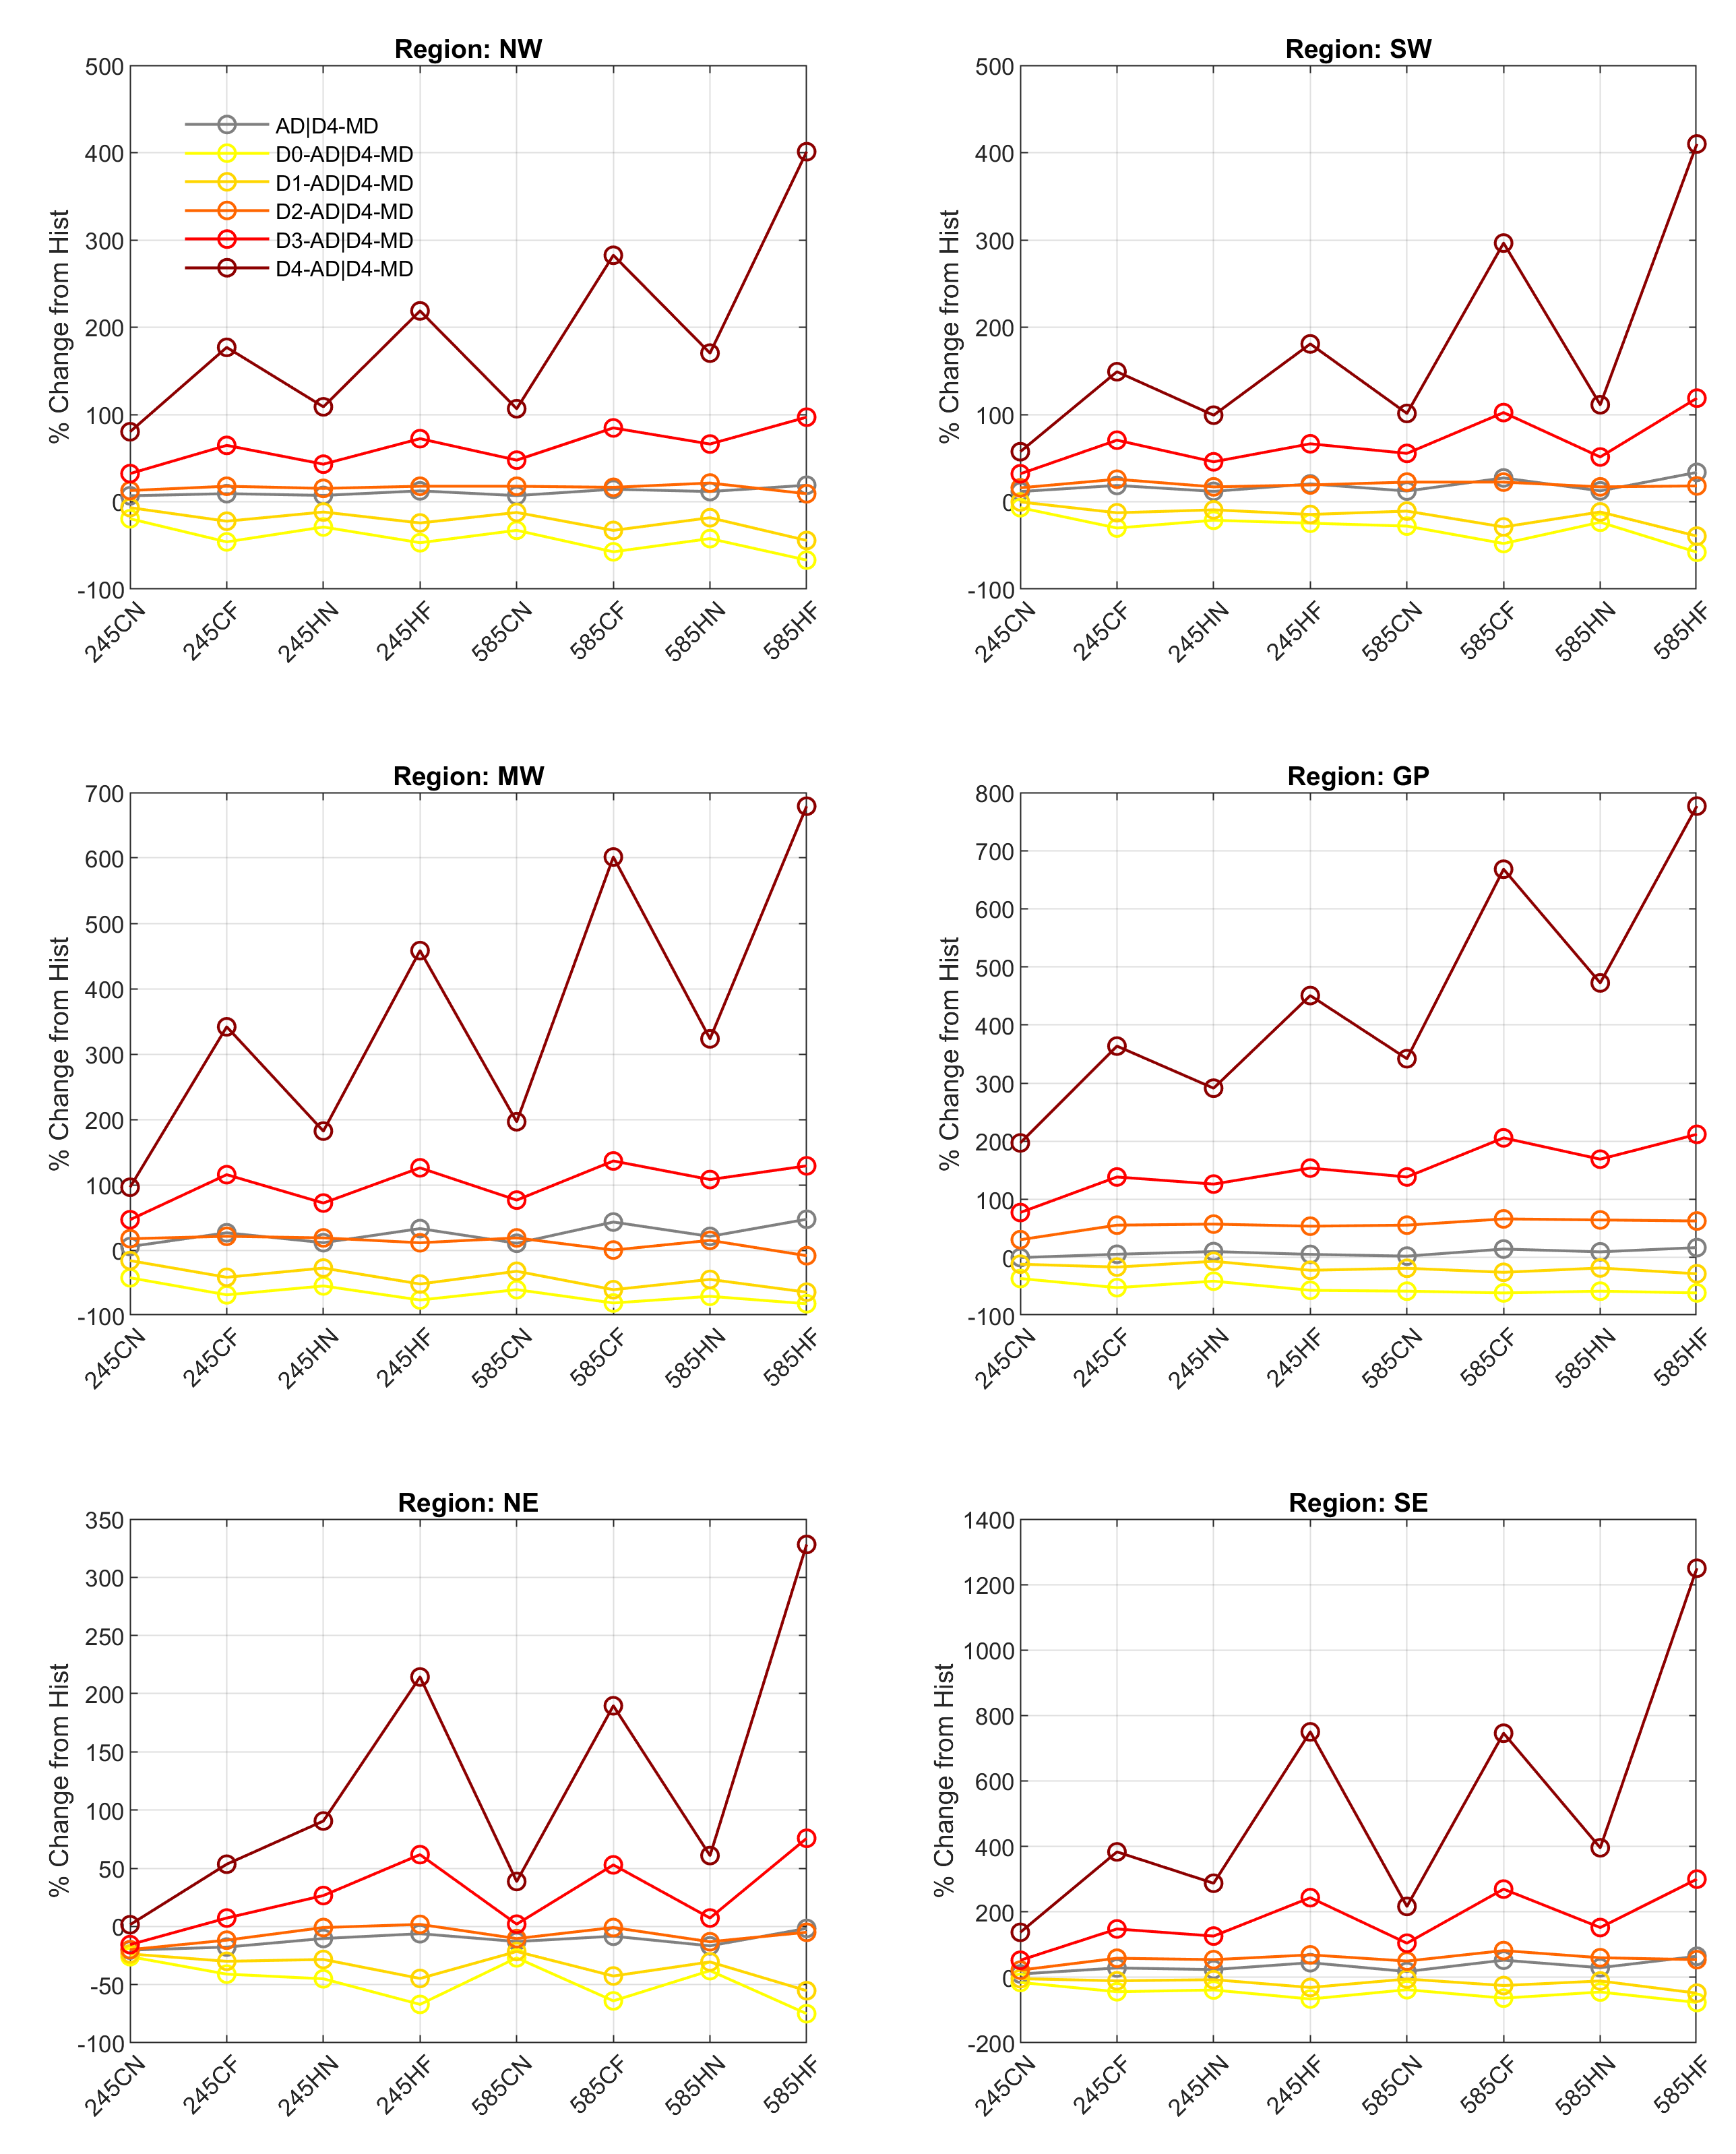 Region: NW
500
400
300
200
100
0
-100
% Change from Hist
AD|D4-MD
D0-AD|D4-MD
D1-AD|D4-MD
D2-AD|D4-MD
D3-AD|D4-MD
D4-AD|D4-MD
245CN 245CF 245HN 245HF 585CN 585CF 585HN 585HF
Region: SW
500
400
300
200
100
0
-100
% Change from Hist
245CN 245CF 245HN 245HF 585CN 585CF 585HN 585HF
Region: MW
700
600
500
400
300
200
100
0
-100
% Change from Hist
245CN 245CF 245HN 245HF 585CN 585CF 585HN 585HF
Region: GP
800
700
600
500
400
300
200
100
0
-100
% Change from Hist
245CN 245CF 245HN 245HF 585CN 585CF 585HN 585HF
Region: NE
350
300
250
200
150
100
50
0
-50
-100
% Change from Hist
245CN 245CF 245HN 245HF 585CN 585CF 585HN 585HF
Region: SE
1400
1200
1000
800
600
400
200
0
-200
% Change from Hist
245CN 245CF 245HN 245HF 585CN 585CF 585HN 585HF